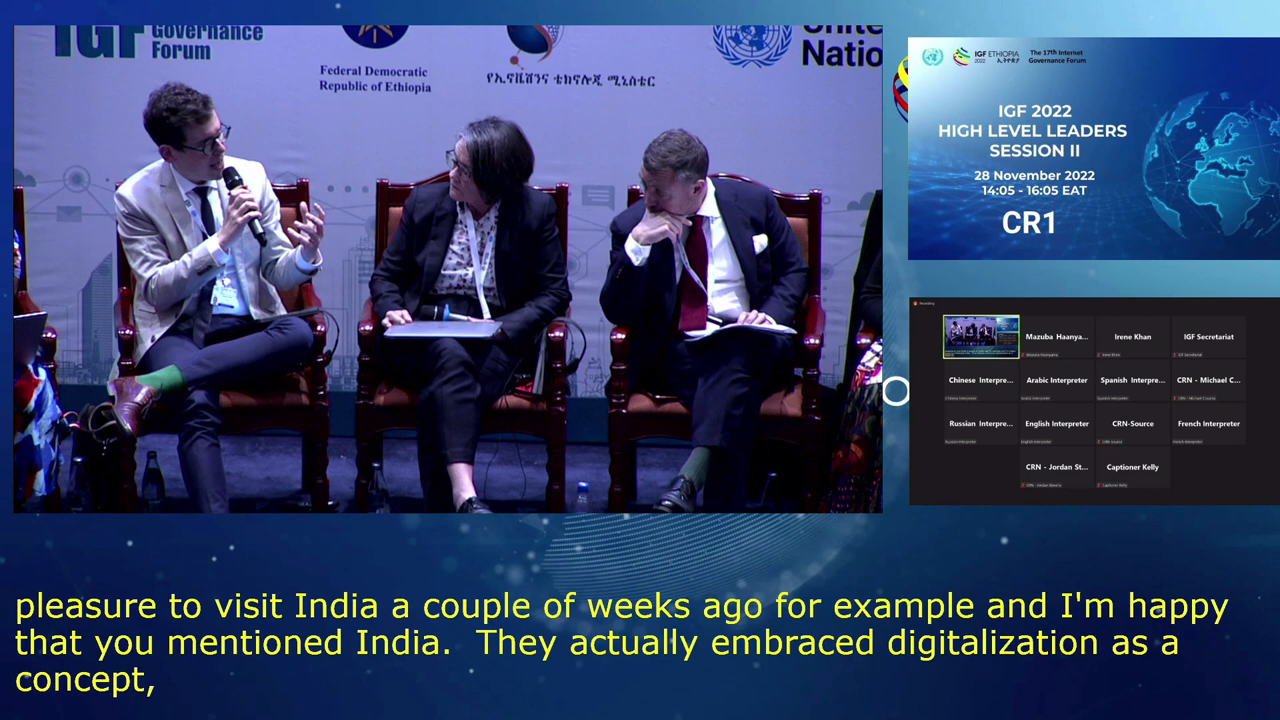 IGF Governance
Forum
Federal Democratic
Republic of Ethiopia
የኢኖቬሽንና ቴክኖሎጂ ሚኒስቴር
United
Natio
IGF ETHIOPIA
2022 ኢትዮጵያ
The 17th Internet
Governance Forum
IGF 2022
HIGH LEVEL LEADERS
SESSION II
28 November 2022
14:05 - 16:05 EAT
CR1
Recording
Mazuba Haanya...
Irene Khan
IGF Secretariat
Chinese Interpre...
Arabic Interpreter
Spanish Interpre...
CRN - Michael C...
Russian Interpre...
English Interpreter
CRN-Source
French Interpreter
CRN - Jordan St...
Captioner Kelly
pleasure to visit India a couple of weeks ago for example and I'm happy
that you mentioned India. They actually embraced digitalization as a
concept,